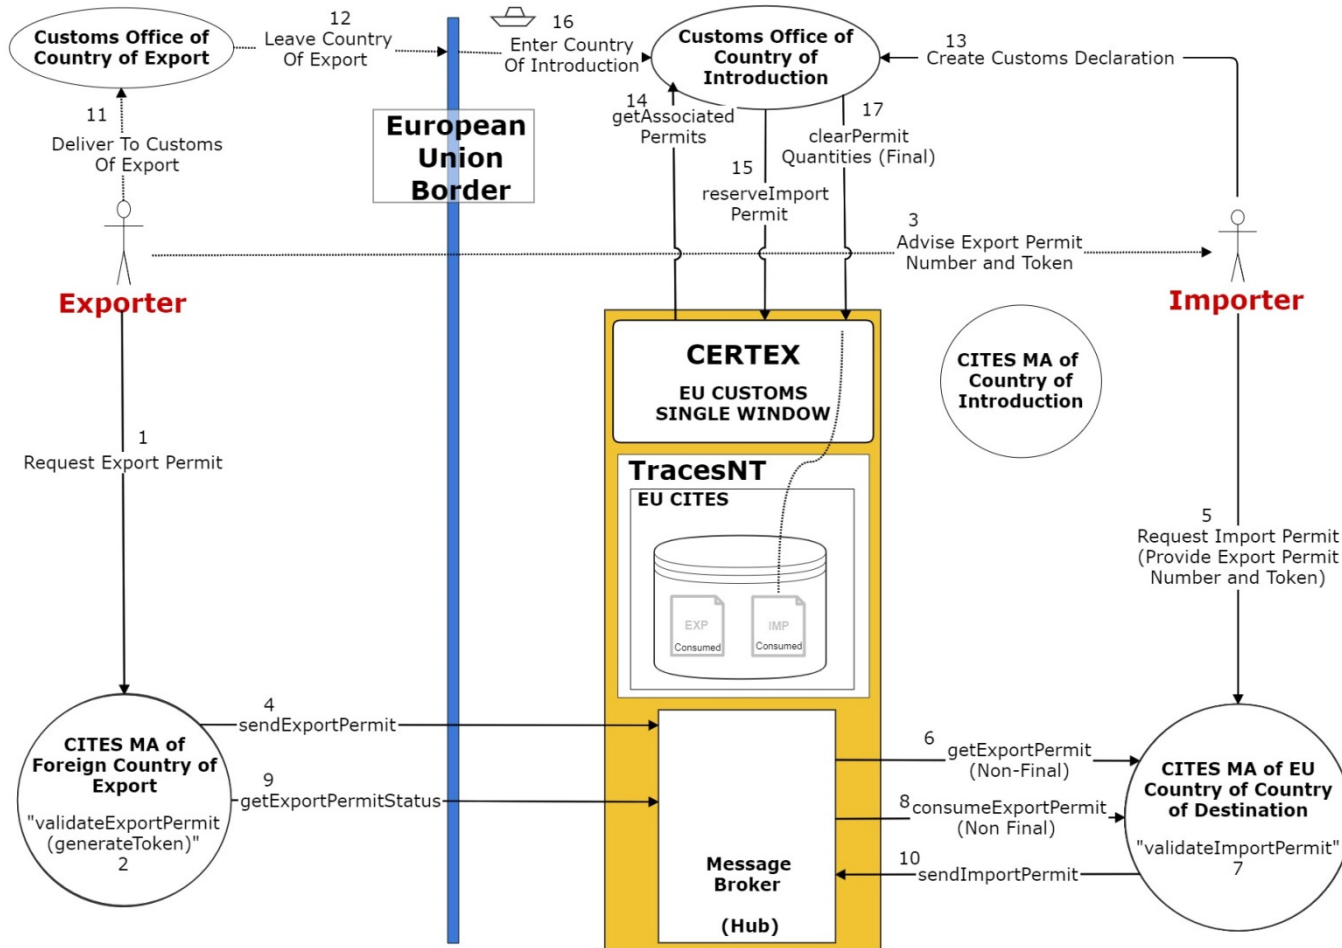 12
Leave Country
Of Export
Customs Office of
Country of Export
16
Enter Country
Of Introduction
Customs Office of
Country of
Introduction
13
Create Customs Declaration
11
Deliver To Customs
Of Export
European
Union
Border
14
getAssociated
Permits
15
reserveImport
Permit
17
clearPermit
Quantities (Final)
3
Advise Export Permit
Number and Token
Exporter
Importer
CERTEX
EU CUSTOMS
SINGLE WINDOW
CITES MA of
Country of
Introduction
1
Request Export Permit
TracesNT
EU CITES
EXP
Consumed
IMP
Consumed
5
Request Import Permit
(Provide Export Permit
Number and Token)
4
sendExportPermit
9
getExportPermitStatus
CITES MA of
Foreign Country of
Export
"validateExportPermit
(generateToken)"
2
Message
Broker
(Hub)
6
getExportPermit
(Non-Final)
8
consumeExportPermit
(Non Final)
10
sendImportPermit
CITES MA of EU
Country of Country
of Destination
"validateImportPermit"
7